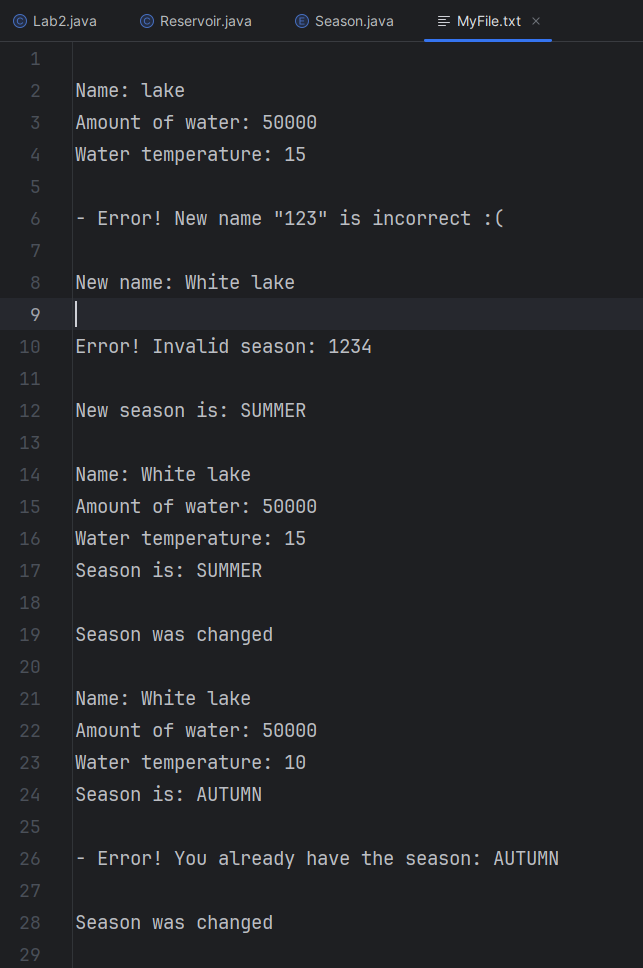 Lab2.java Reservoir.java Season.java MyFile.txt
1
2 Name: lake
3 Amount of water: 50000
4 Water temperature: 15
5
6 - Error! New name "123" is incorrect :(
7
8 New name: White lake
9
10 Error! Invalid season: 1234
11
12 New season is: SUMMER
13
14 Name: White lake
15 Amount of water: 50000
16 Water temperature: 15
17 Season is: SUMMER
18
19 Season was changed
20
21 Name: White lake
22 Amount of water: 50000
23 Water temperature: 10
24 Season is: AUTUMN
25
26 - Error! You already have the season: AUTUMN
27
28 Season was changed
29